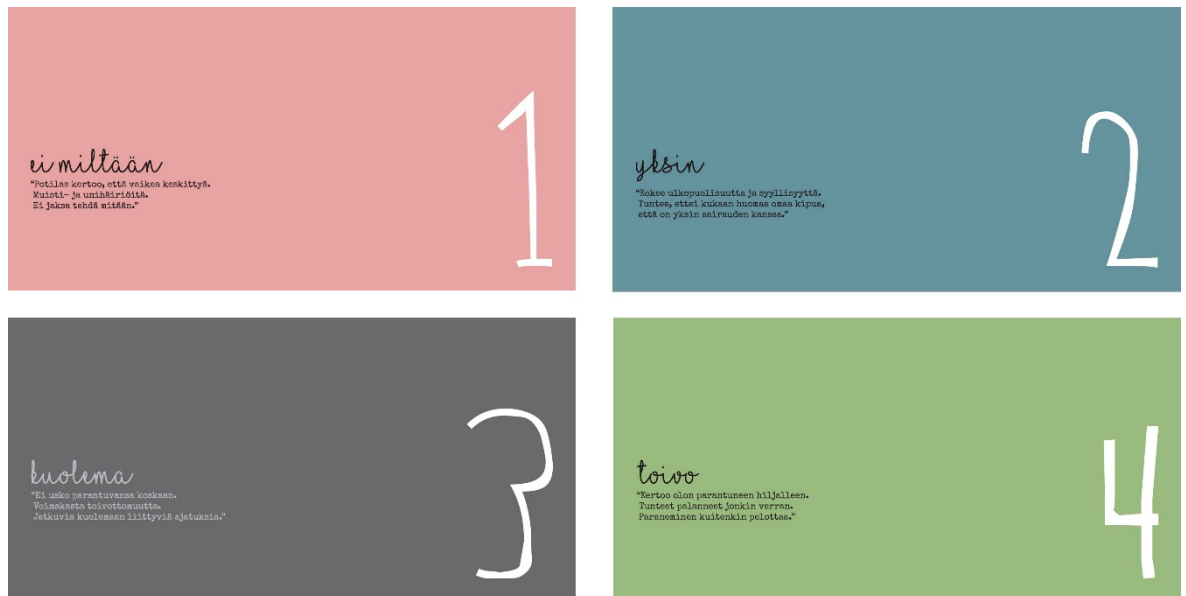 ei miltään
"Potilas kertoo, että vaikea keskittyä.
Muisti- ja unihäiriöitä.
Ei jaksa tehdä mitään."
1
yksin
"Kokee ulkopuolisuutta ja syyllisyyttä.
Tuntee, ettei kukaan huomaa omaa kipua,
että on yksin sairauden kanssa."
2
kuolema
"Ei usko parantuvansa koskaan.
Voimakasta toivottomuutta.
Jatkuvia kuolemaan liittyviä ajatuksia."
3
toivo
"Kertoo olon parantuneen hiljalleen.
Tunteet palanneet jonkin verran.
Paraneminen kuitenkin pelottaa."
4